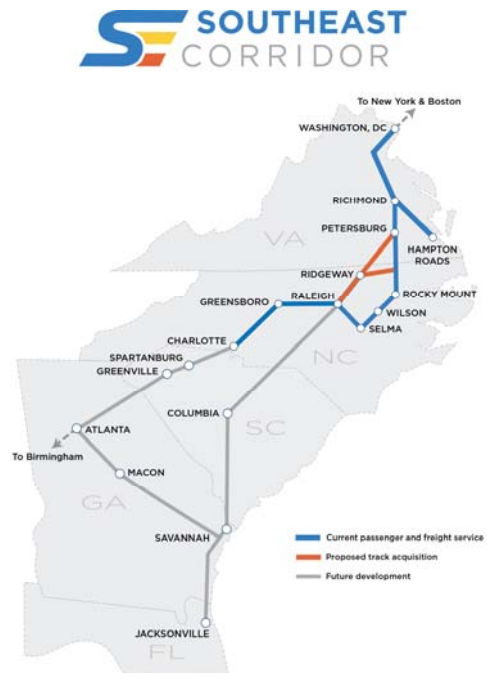 SOUTHEAST
CORRIDOR
To New York & Boston
WASHINGTON, DC
RICHMOND
PETERSBURG
VA
HAMPTON
ROADS
RIDGEWAY
GREENSBORO
RALEIGH
ROCKY MOUNT
WILSON
CHARLOTTE
SELMA
NC
SPARTANBURG
GREENVILLE
COLUMBIA
SC
ATLANTA
To Birmingham
MACON
GA
SAVANNAH
Current passenger and freight service
Proposed track acquisition
Future development
JACKSONVILLE
FL